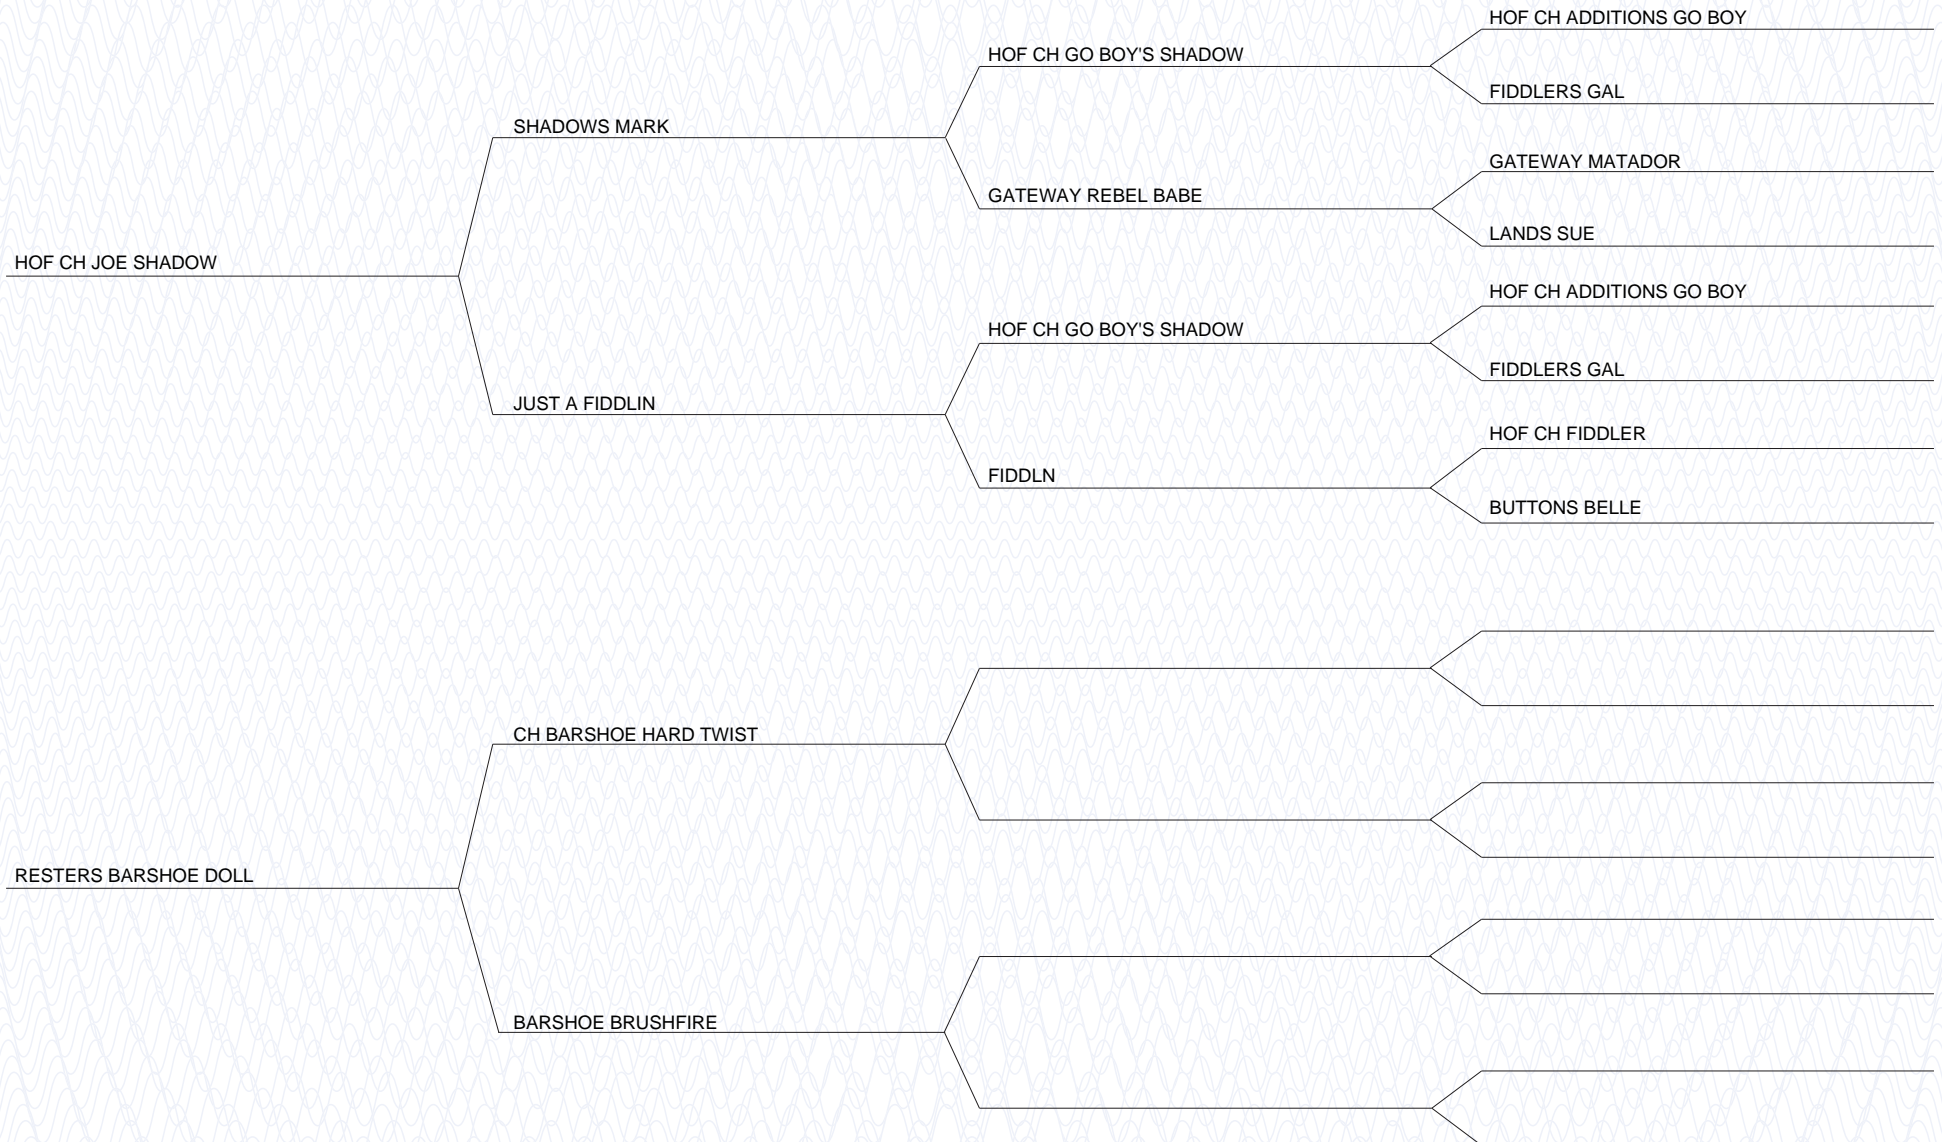 HOF CH ADDITIONS GO BOY
HOF CH GO BOY'S SHADOW
FIDDLERS GAL
SHADOWS MARK
GATEWAY MATADOR
GATEWAY REBEL BABE
LANDS SUE
HOF CH JOE SHADOW
HOF CH ADDITIONS GO BOY
HOF CH GO BOY'S SHADOW
FIDDLERS GAL
JUST A FIDDLIN
HOF CH FIDDLER
FIDDLN
BUTTONS BELLE
CH BARSHOE HARD TWIST
RESTERS BARSHOE DOLL
BARSHOE BRUSHFIRE